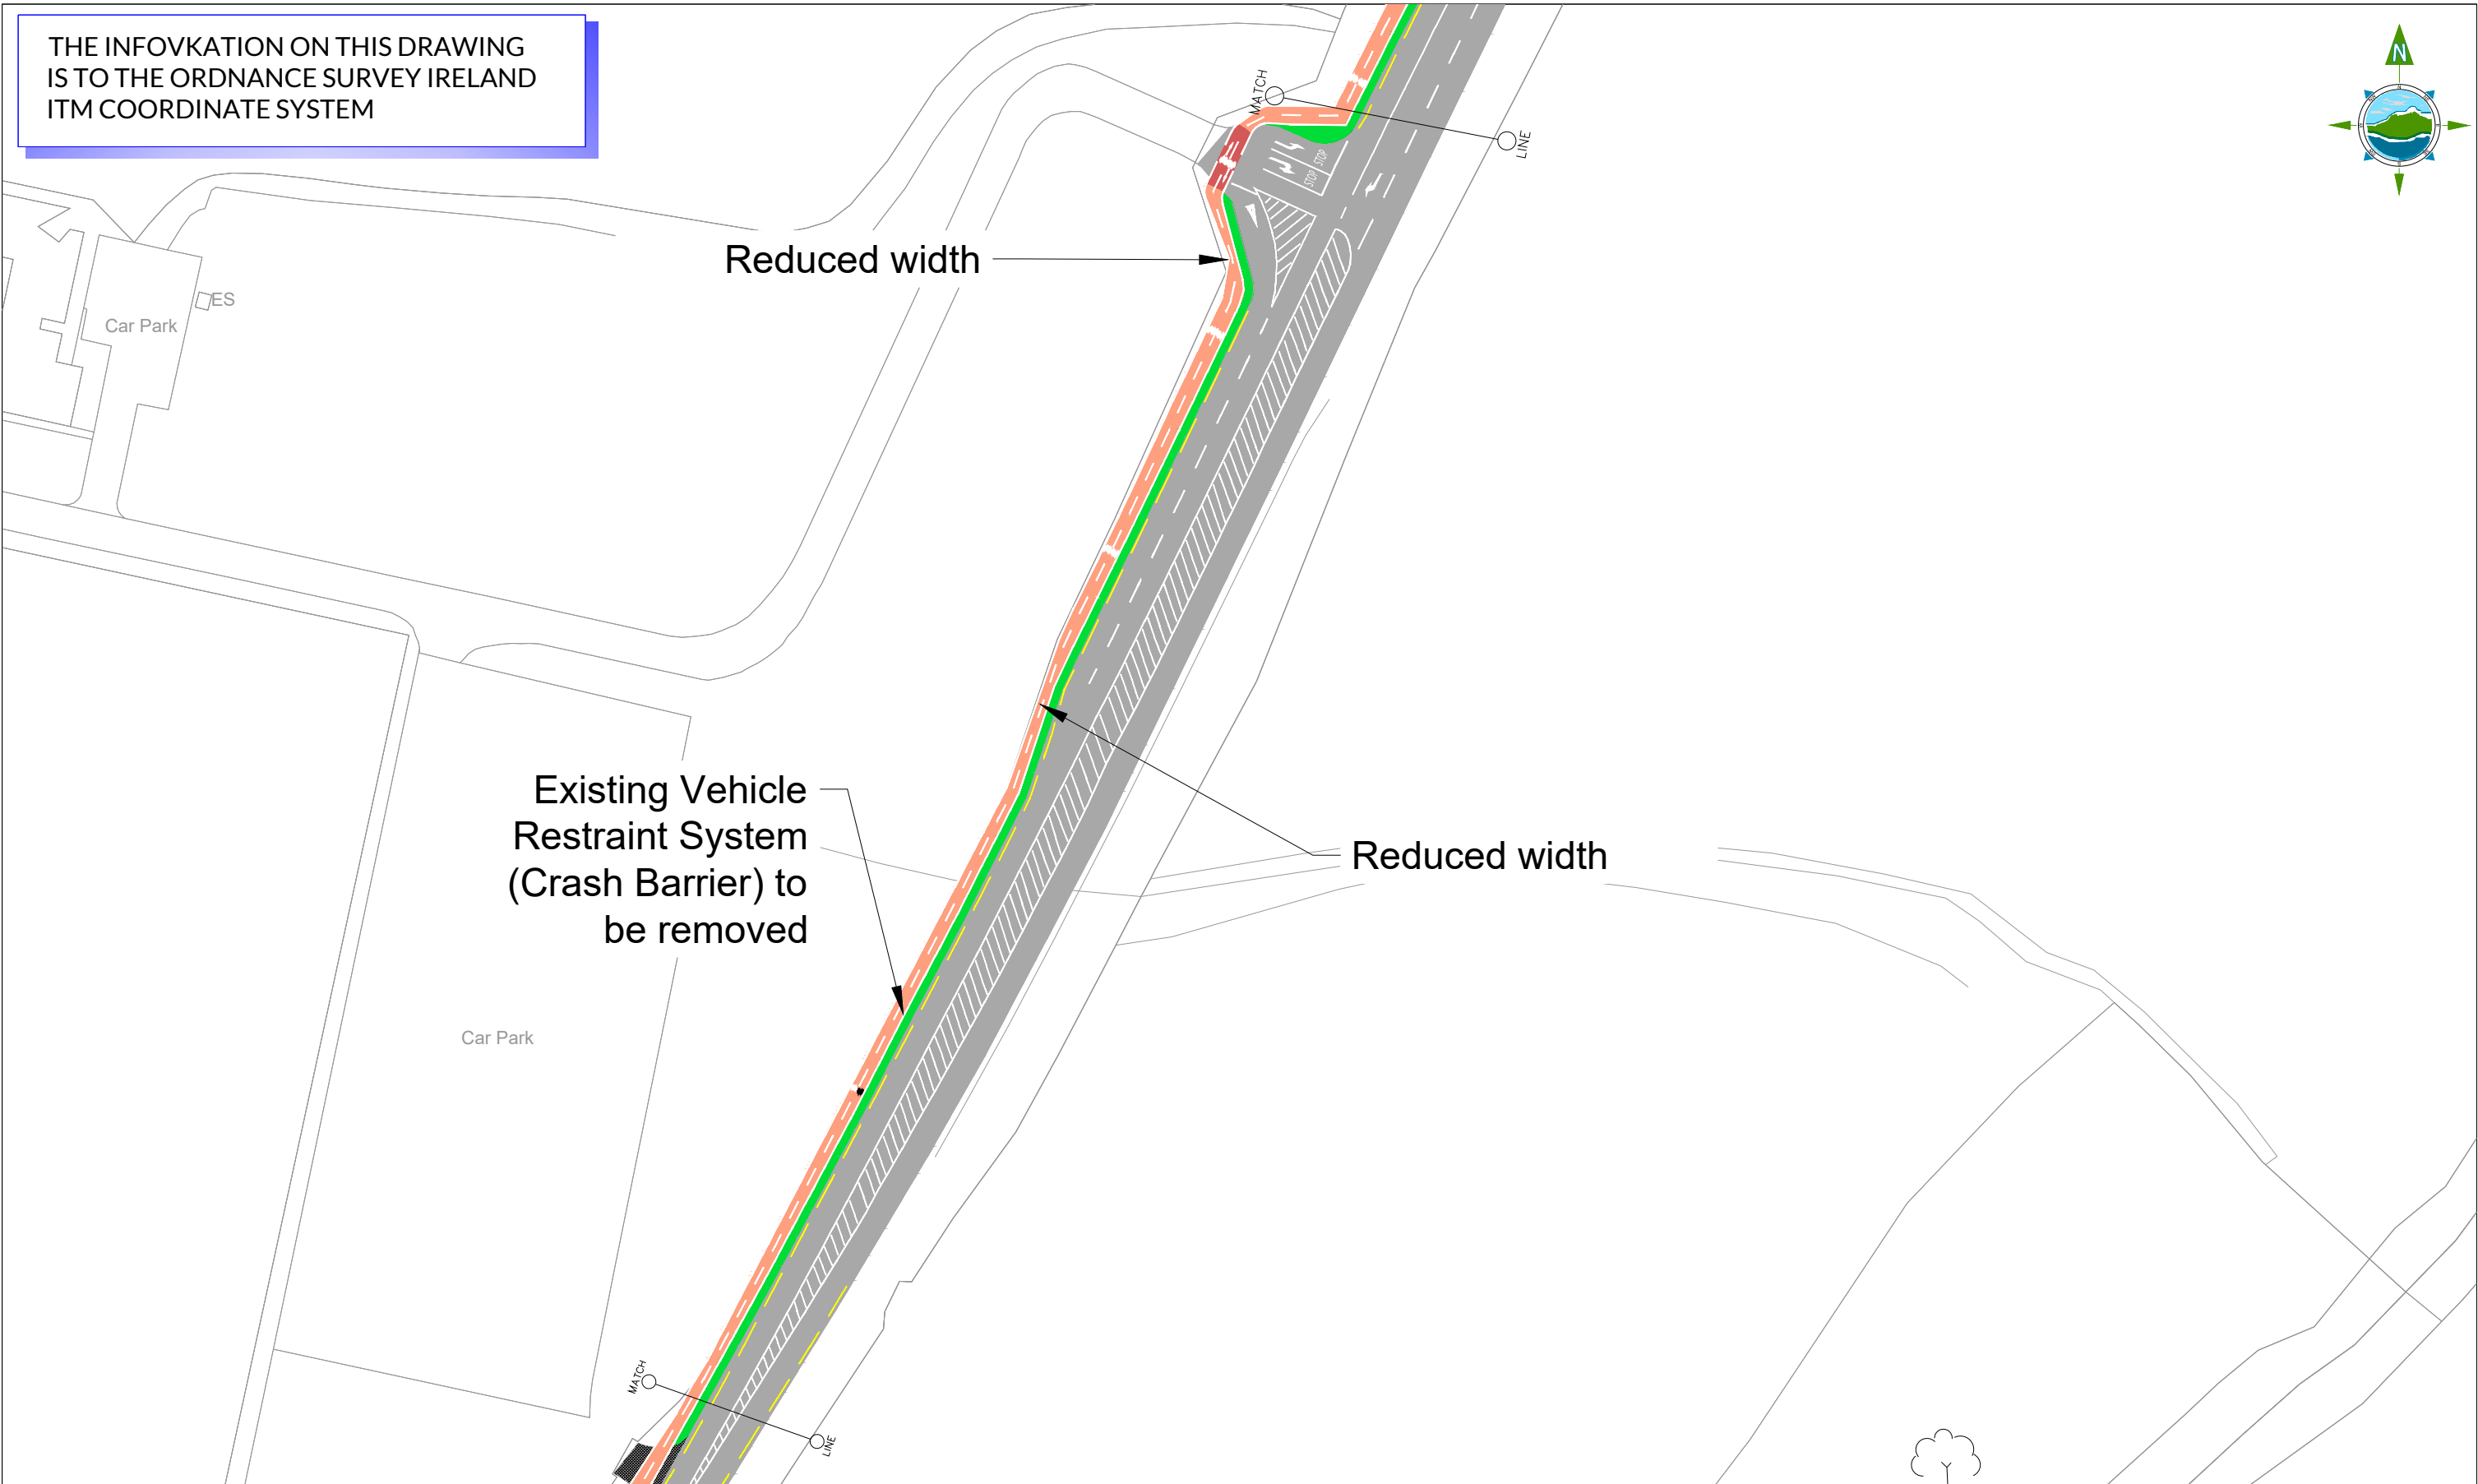 THE INFOVKATION ON THIS DRAWING
IS TO THE ORDNANCE SURVEY IRELAND
ITM COORDINATE SYSTEM
N
MATCH
LINE
STOP
STOP
Reduced width
ES
Car Park
Existing Vehicle
Restraint System
(Crash Barrier) to
be removed
Reduced width
Car Park
MATCH
LINE